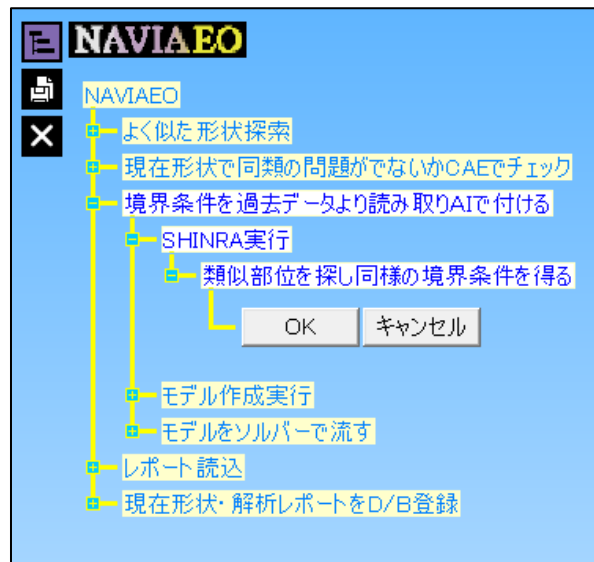 NAVIAEO
NAVIAEO
よく似た形状探索
現在形状で同類の問題がでないかCAEでチェック
境界条件を過去データより読み取りAIで付ける
SHINRA実行
類似部位を探し同様の境界条件を得る
OK キャンセル
モデル作成実行
モデルをソルバーで流す
レポート読込
現在形状・解析レポートをD/B登録